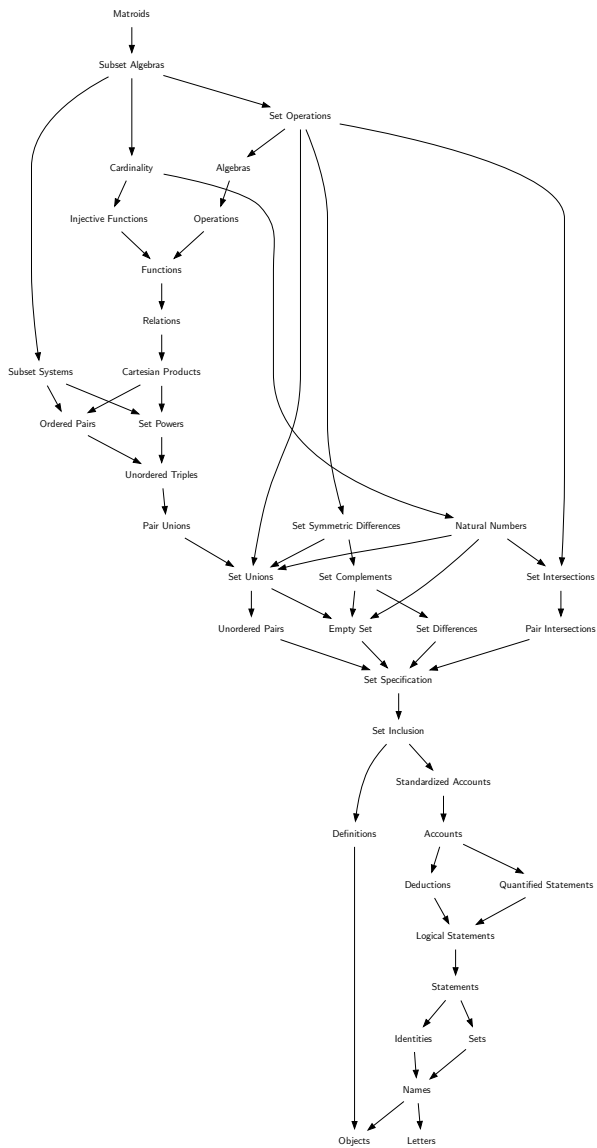 Matroids
Subset Algebras
Set Operations
Cardinality
Algebras
Injective Functions
Operations
Functions
Relations
Subset Systems
Cartesian Products
Ordered Pairs
Set Powers
Unordered Triples
Pair Unions
Set Symmetric Differences
Natural Numbers
Set Unions
Set Complements
Set Intersections
Unordered Pairs
Empty Set
Set Differences
Pair Intersections
Set Specification
Set Inclusion
Standardized Accounts
Definitions
Accounts
Deductions
Quantified Statements
Logical Statements
Statements
Identities
Sets
Names
Objects
Letters